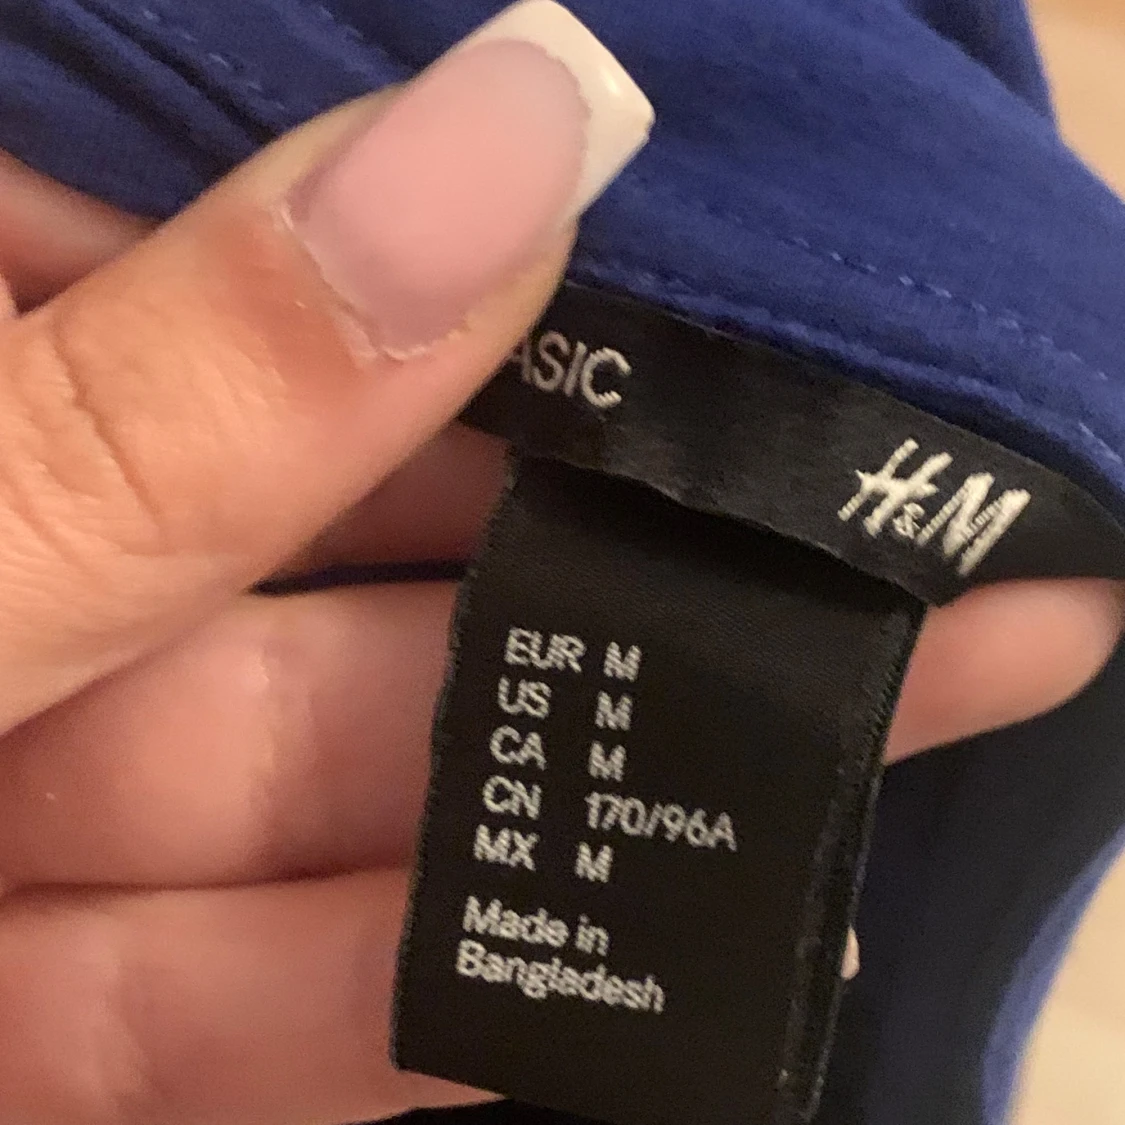 ASIC
H&M
EUR M
US M
CA M
CN 170/96A
MX M
Made in
Bangladesh